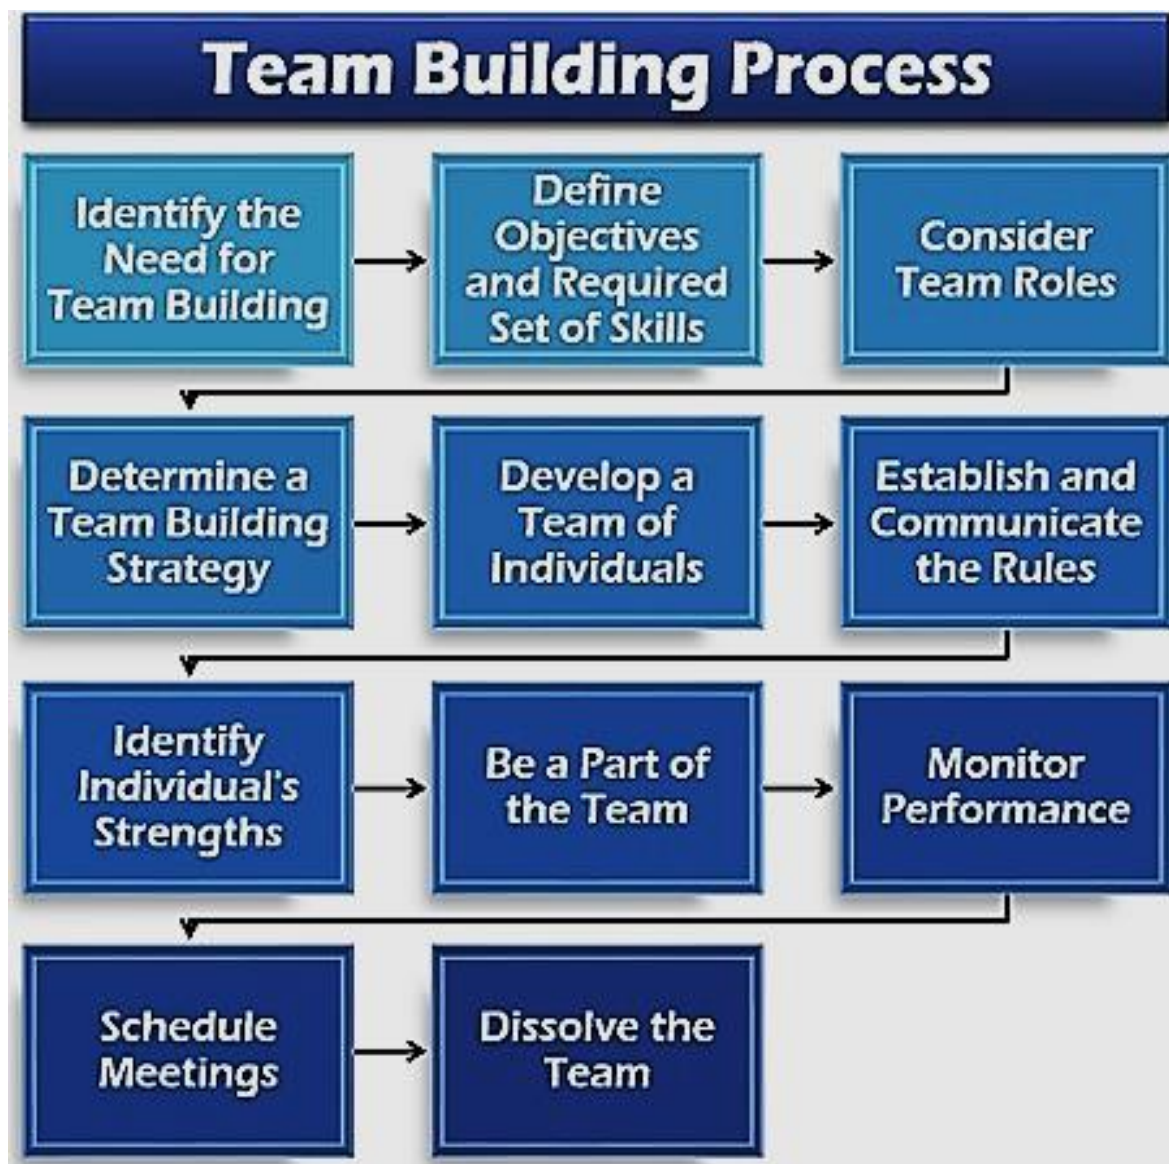 Team Building Process
Identify the
Need for
Team Building
Define
Objectives
and Required
Set of Skills
Consider
Team Roles
Determine a
Team Building
Strategy
Develop a
Team of
Individuals
Establish and
Communicate
the Rules
Identify
Individual's
Strengths
Be a Part of
the Team
Monitor
Performance
Schedule
Meetings
Dissolve the
Team